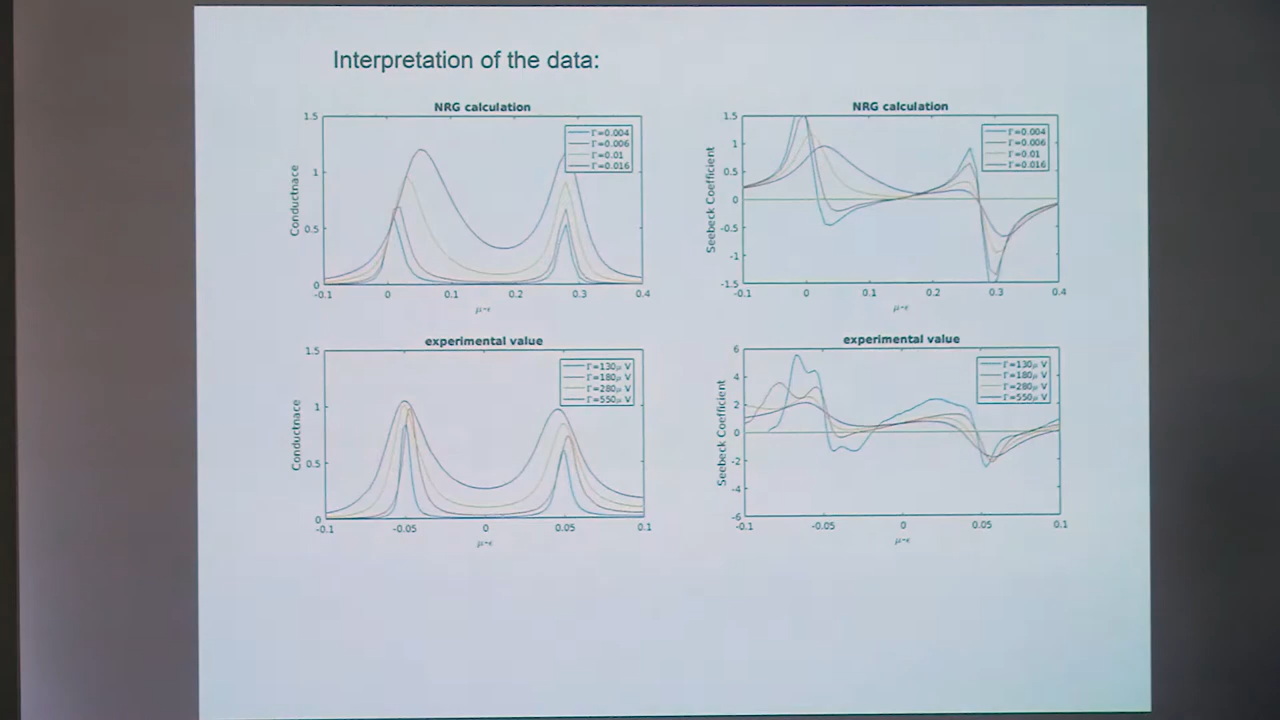 Interpretation of the data:
NRG calculation
Conductnace
1.5
1
0.5
0
-0.1
0
0.1
0.2
0.3
0.4
μ-ϵ
Γ=0.004
Γ=0.006
Γ=0.01
Γ=0.016
NRG calculation
Seebeck Coefficient
1.5
1
0.5
0
-0.5
-1
-1.5
-0.1
0
0.1
0.2
0.3
0.4
μ-ϵ
Γ=0.004
Γ=0.006
Γ=0.01
Γ=0.016
experimental value
Conductnace
1.5
1
0.5
0
-0.1
-0.05
0
0.05
0.1
μ-ϵ
Γ=130μ V
Γ=180μ V
Γ=280μ V
Γ=550μ V
experimental value
Seebeck Coefficient
6
4
2
0
-2
-4
-6
-0.1
-0.05
0
0.05
0.1
μ-ϵ
Γ=130μ V
Γ=180μ V
Γ=280μ V
Γ=550μ V